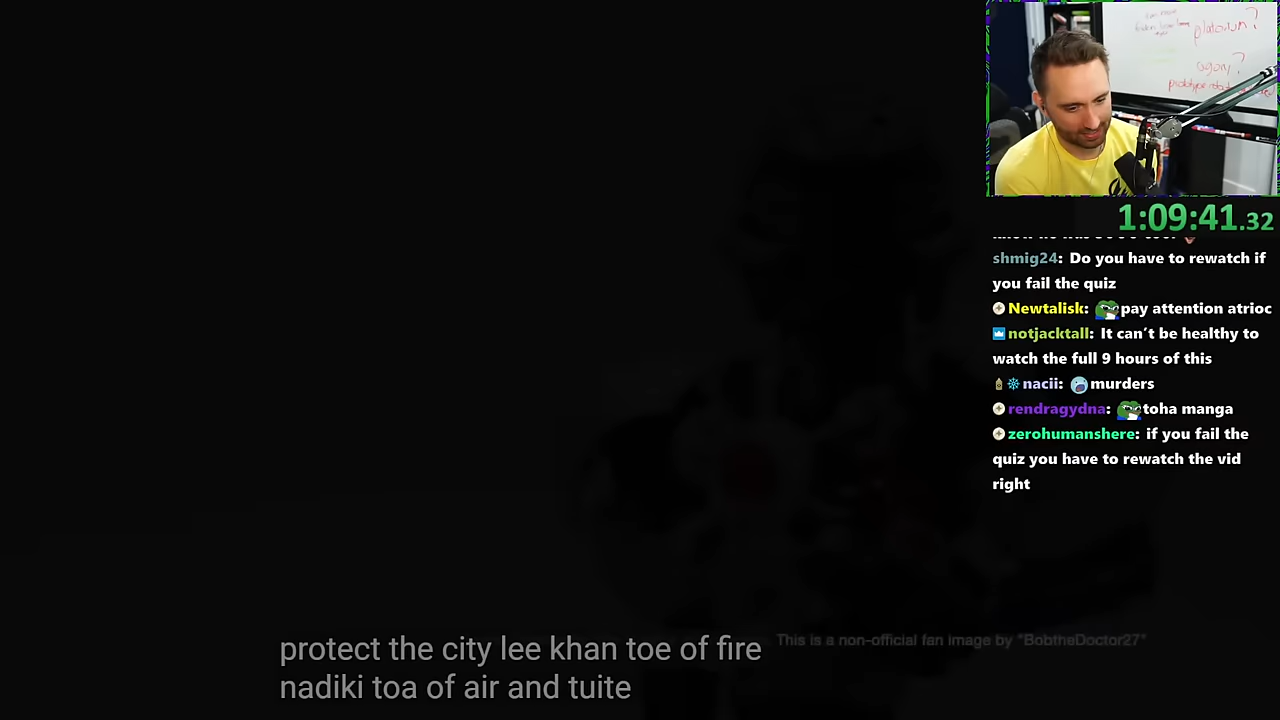 platoon?
agory?
1:09:41.32
shmig24: Do you have to rewatch if
you fail the quiz
Newtalisk: pay attention atrioc
notjacktall: It can't be healthy to
watch the full 9 hours of this
nacii: murders
rendragydna: toha manga
zerohumanshere: if you fail the
quiz you have to rewatch the vid
right
This is a non-official fan image by "BobtheDoctor27"
protect the city lee khan toe of fire
nadiki toa of air and tuite